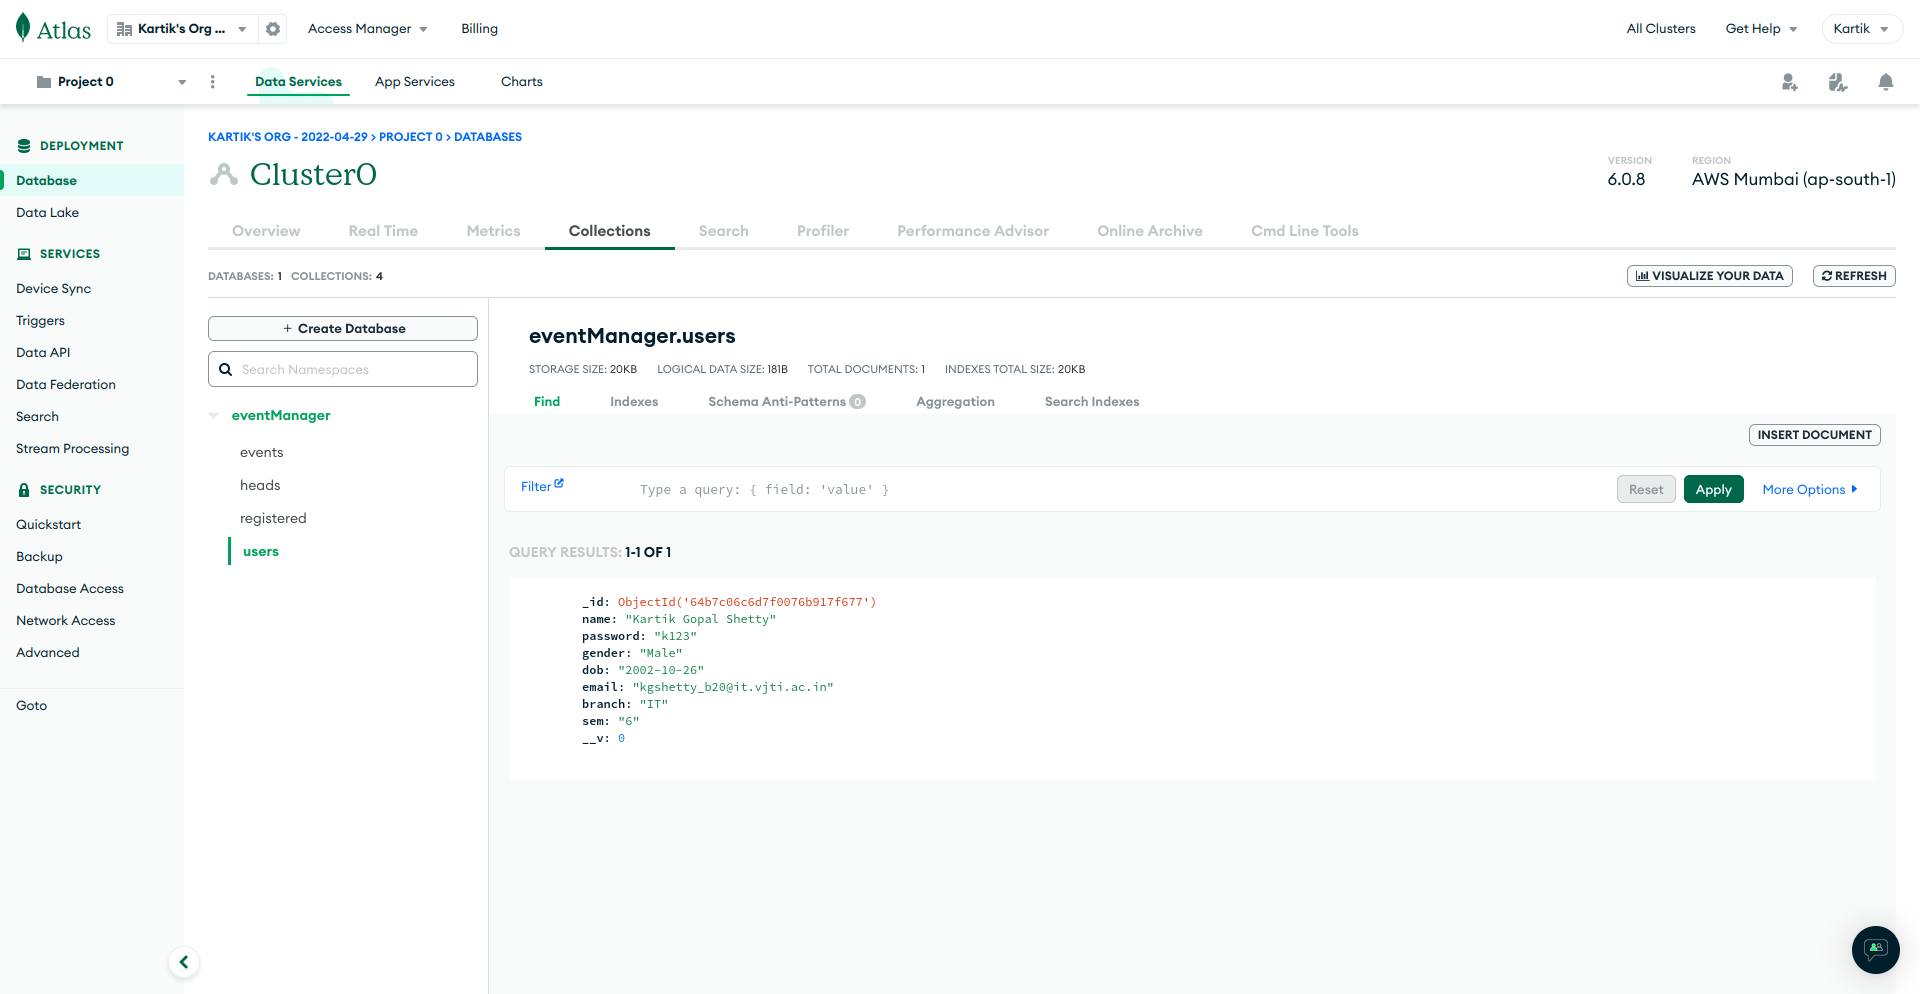 Atlas
Kartik's Org ...
Access Manager
Billing
All Clusters
Get Help
Kartik
Project 0
Data Services
App Services
Charts
DEPLOYMENT
Database
Data Lake
SERVICES
Device Sync
Triggers
Data API
Data Federation
Search
Stream Processing
SECURITY
Quickstart
Backup
Database Access
Network Access
Advanced
Goto
KARTIK'S ORG - 2022-04-29 > PROJECT 0 > DATABASES
Cluster0
VERSION
6.0.8
REGION
AWS Mumbai (ap-south-1)
Overview
Real Time
Metrics
Collections
Search
Profiler
Performance Advisor
Online Archive
Cmd Line Tools
DATABASES: 1 COLLECTIONS: 4
VISUALIZE YOUR DATA
REFRESH
+ Create Database
Search Namespaces
eventManager
events
heads
registered
users
eventManager.users
STORAGE SIZE: 20KB LOGICAL DATA SIZE: 181B TOTAL DOCUMENTS: 1 INDEXES TOTAL SIZE: 20KB
Find
Indexes
Schema Anti-Patterns 0
Aggregation
Search Indexes
INSERT DOCUMENT
Filter
Type a query: { field: 'value' }
Reset
Apply
More Options
QUERY RESULTS: 1-1 OF 1
_id: ObjectId('64b7c06c6d7f0076b917f677')
name: "Kartik Gopal Shetty"
password: "k123"
gender: "Male"
dob: "2002-10-26"
email: "kgshetty_b20@it.vjti.ac.in"
branch: "IT"
sem: "6"
__v: 0